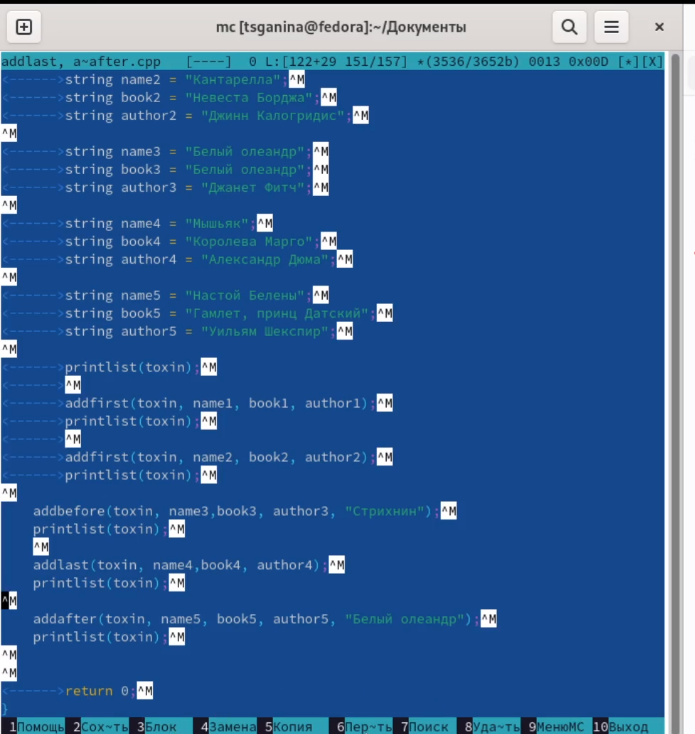 mc [tsganina@fedora]:~/Документы
addlast, a~after.cpp [----] 0 L:[122+29 151/157] *(3536/3652b) 0013 0x00D [*][X]
<------>string name2 = "Кантарелла";^M
<------>string book2 = "Невеста Борджа";^M
<------>string author2 = "Джинн Калогридис";^M
^M
<------>string name3 = "Белый олеандр";^M
<------>string book3 = "Белый олеандр";^M
<------>string author3 = "Джанет Фитч";^M
^M
<------>string name4 = "Мышьяк";^M
<------>string book4 = "Королева Марго";^M
<------>string author4 = "Александр Дюма";^M
^M
<------>string name5 = "Настой Белены";^M
<------>string book5 = "Гамлет, принц Датский";^M
<------>string author5 = "Уильям Шекспир";^M
^M
<------>printlist(toxin);^M
<------>^M
<------>addfirst(toxin, name1, book1, author1);^M
<------>printlist(toxin);^M
<------>^M
<------>addfirst(toxin, name2, book2, author2);^M
<------>printlist(toxin);^M
^M
addbefore(toxin, name3,book3, author3, "Стрихнин");^M
printlist(toxin);^M
^M
addlast(toxin, name4,book4, author4);^M
printlist(toxin);^M
^M
addafter(toxin, name5, book5, author5, "Белый олеандр");^M
printlist(toxin);^M
^M
^M
<------>return 0;^M
}
1Помощь 2Сох~ть 3Блок 4Замена 5Копия 6Пер~ть 7Поиск 8Уда~ть 9МенюMC 10Выход